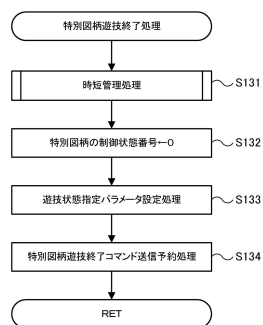 特別図柄遊技終了処理
時短管理処理
S131
特別図柄の制御状態番号←0
S132
遊技状態指定パラメータ設定処理
S133
特別図柄遊技終了コマンド送信予約処理
S134
RET